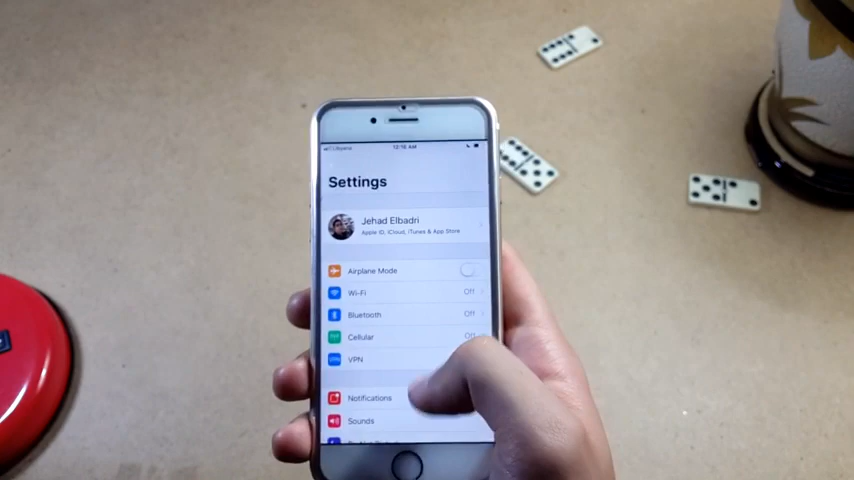 12:16 AM
Settings
Jehad Elbadri
Apple ID, iCloud, iTunes & App Store
Airplane Mode
Wi-Fi Off
Bluetooth Off
Cellular Off
VPN
Notifications
Sounds